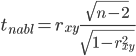 t_{nabl} = r_{xy} \frac{\sqrt{n-2}}{\sqrt{1-r_{xy}^2}}